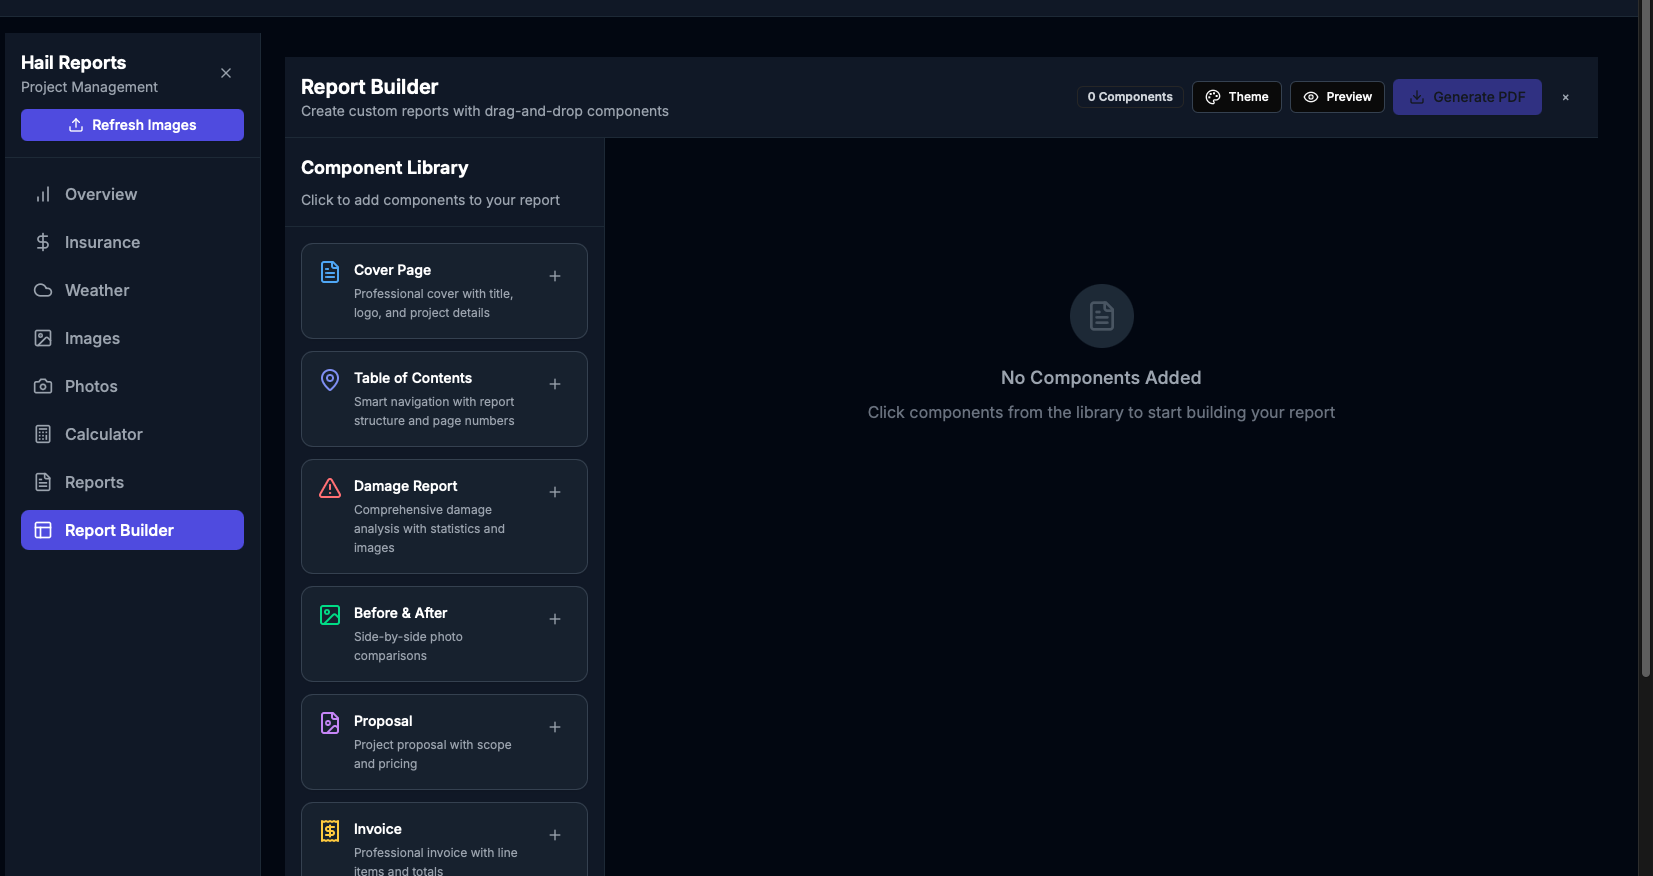 Hail Reports
Project Management
Refresh Images
Overview
Insurance
Weather
Images
Photos
Calculator
Reports
Report Builder
Report Builder
Create custom reports with drag-and-drop components
0 Components
Theme
Preview
Generate PDF
Component Library
Click to add components to your report
Cover Page
Professional cover with title,
logo, and project details
Table of Contents
Smart navigation with report
structure and page numbers
Damage Report
Comprehensive damage
analysis with statistics and
images
Before & After
Side-by-side photo
comparisons
Proposal
Project proposal with scope
and pricing
Invoice
Professional invoice with line
items and totals
No Components Added
Click components from the library to start building your report